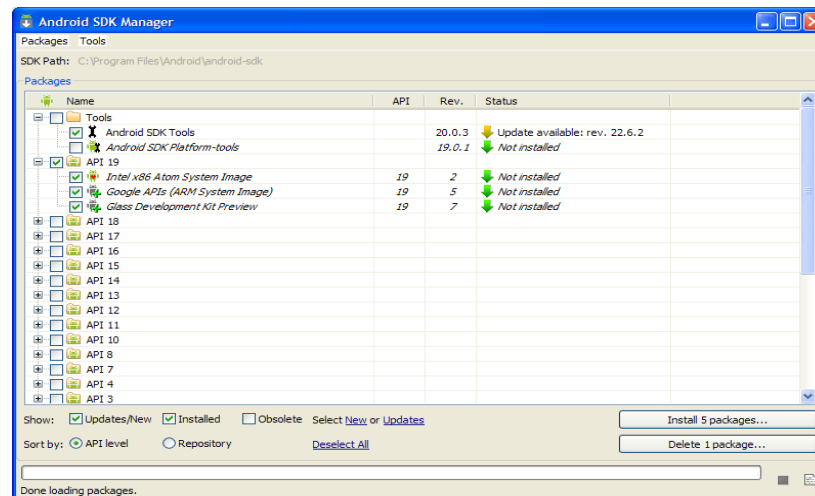 Android SDK Manager
Packages Tools
SDK Path: C:\Program Files\Android\android-sdk
Packages
Name API Rev. Status
Tools
Android SDK Tools 20.0.3 Update available: rev. 22.6.2
Android SDK Platform-tools 19.0.1 Not installed
API 19
Intel x86 Atom System Image 19 2 Not installed
Google APIs (ARM System Image) 19 5 Not installed
Glass Development Kit Preview 19 7 Not installed
API 18
API 17
API 16
API 15
API 14
API 13
API 12
API 11
API 10
API 8
API 7
API 4
API 3
Show: Updates/New Installed Obsolete Select New or Updates Install 5 packages...
Sort by: API level Repository Deselect All Delete 1 package...
Done loading packages.